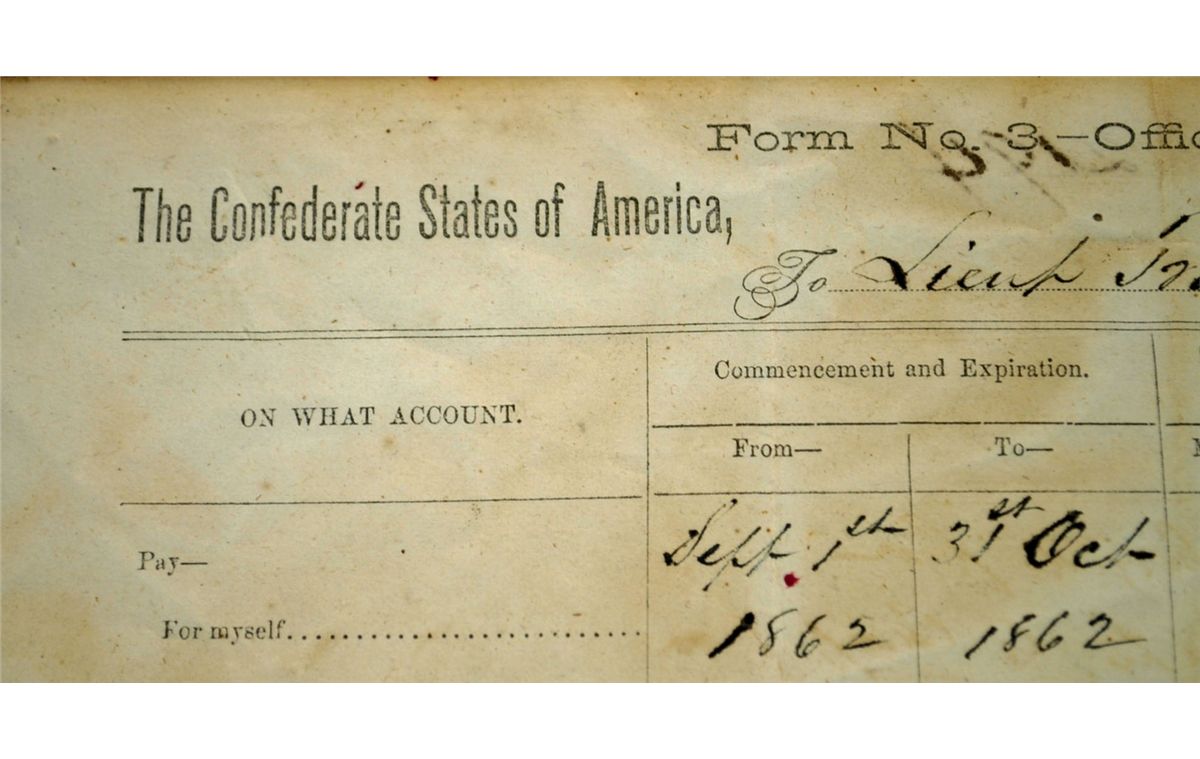 Form No. 3—Offic
The Confederate States of America,
To Lieut
Commencement and Expiration.
ON WHAT ACCOUNT.
From— To—
Sept 1st 31st Oct
Pay—
For myself........................................ 1862 1862